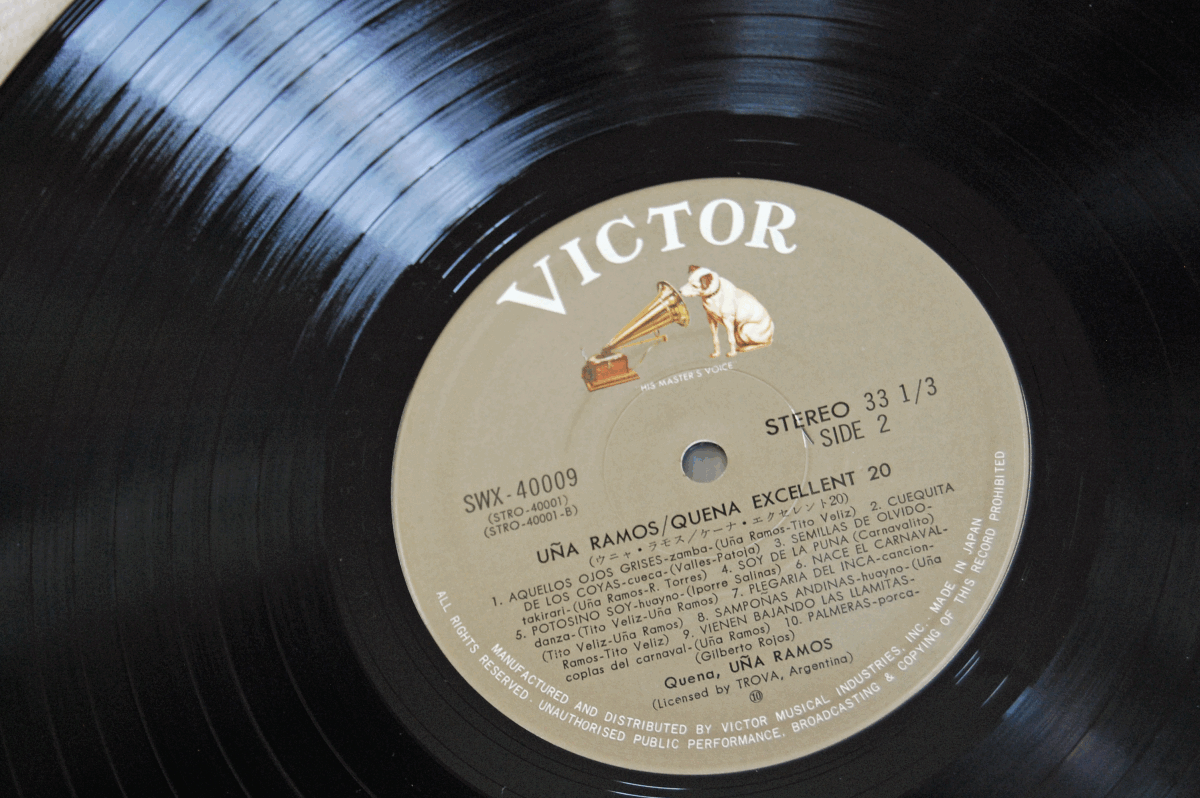 VICTOR
HIS MASTER'S VOICE
STEREO 33 1/3
SIDE 2
SWX-40009
(STRO-40001)
(STRO-40001-B)
UÑA RAMOS/QUENA EXCELLENT 20
(ウニャ・ラモス/ケーナ・エクセレント20)
1. AQUELLOS OJOS GRISES-zamba-(Uña Ramos-Tito Veliz) 2. CUEQUITA
DE LOS COYAS-cueca-(Valles-Patoja) 3. SEMILLAS DE OLVIDO-
takirari-(Uña Ramos-R. Torres) 4. SOY DE LA PUNA (Carnavalito)
5. POTOSINO SOY-huayno-(Iporre Salinas) 6. NACE EL CARNAVAL-
danza-(Tito Veliz-Uña Ramos) 7. PLEGARIA DEL INCA-cancion-
(Tito Veliz-Uña Ramos) 8. SAMPOÑAS ANDINAS-huayno-(Uña
Ramos-Tito Veliz) 9. VIENEN BAJANDO LAS LLAMITAS-
coplas del carnaval-(Uña Ramos) 10. PALMERAS-porca-
(Gilberto Rojos)
Quena, UÑA RAMOS
(Licensed by TROVA, Argentina)
⑩
MANUFACTURED AND DISTRIBUTED BY VICTOR MUSICAL INDUSTRIES, INC. MADE IN JAPAN
ALL RIGHTS RESERVED. UNAUTHORISED PUBLIC PERFORMANCE, BROADCASTING & COPYING OF THIS RECORD PROHIBITED